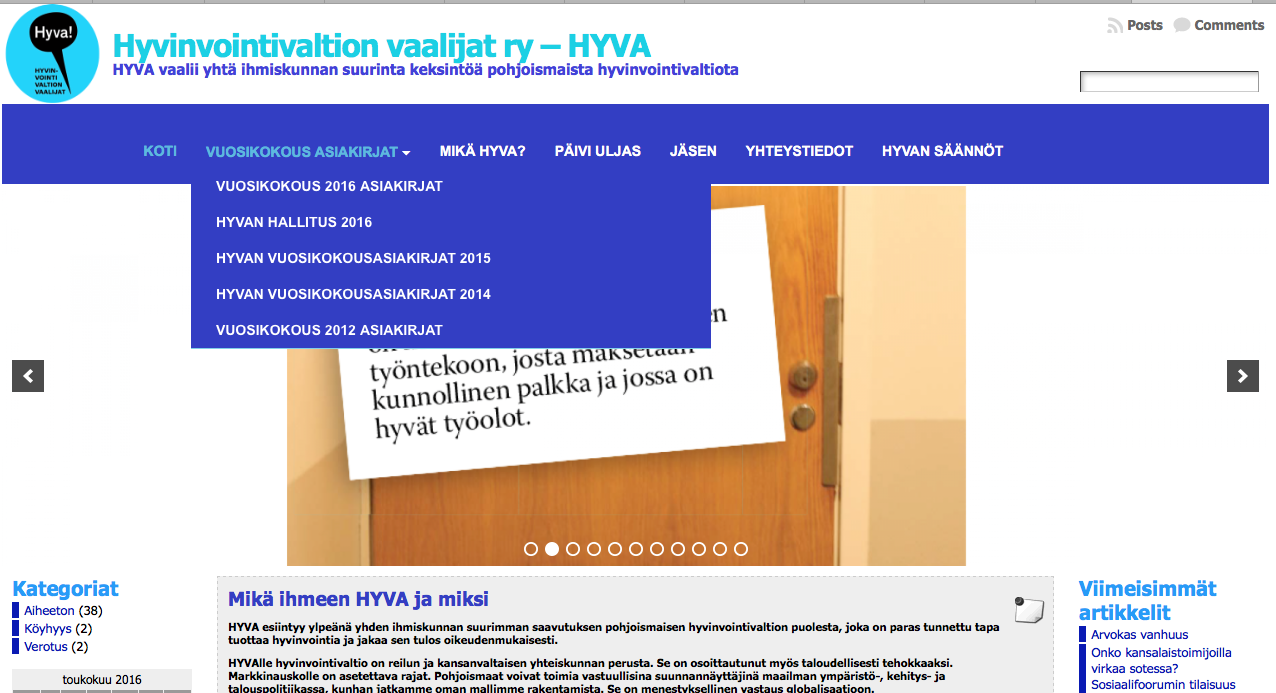 Hyva!
HYVIN-
VOINTI
VALTION
VAALIJAT
Hyvinvointivaltion vaalijat ry – HYVA
HYVA vaalii yhtä ihmiskunnan suurinta keksintöä pohjoismaista hyvinvointivaltiota
Posts Comments
KOTI VUOSIKOKOUS ASIAKIRJAT MIKÄ HYVA? PÄIVI ULJAS JÄSEN YHTEYSTIEDOT HYVAN SÄÄNNÖT
VUOSIKOKOUS 2016 ASIAKIRJAT
HYVAN HALLITUS 2016
HYVAN VUOSIKOKOUSASIAKIRJAT 2015
HYVAN VUOSIKOKOUSASIAKIRJAT 2014
VUOSIKOKOUS 2012 ASIAKIRJAT
työntekoon, josta maksetaan
kunnollinen palkka ja jossa on
hyvät työolot.
Kategoriat
Aiheeton (38)
Köyhyys (2)
Verotus (2)
toukokuu 2016
Mikä ihmeen HYVA ja miksi
HYVA esiintyy ylpeänä yhden ihmiskunnan suurimman saavutuksen pohjoismaisen hyvinvointivaltion puolesta, joka on paras tunnettu tapa
tuottaa hyvinvointia ja jakaa sen tulos oikeudenmukaisesti.
HYVAlle hyvinvointivaltio on reilun ja kansanvaltaisen yhteiskunnan perusta. Se on osoittautunut myös taloudellisesti tehokkaaksi.
Markkinauskolle on asetettava rajat. Pohjoismaat voivat toimia vastuullisina suunnannäyttäjinä maailman ympäristö-, kehitys- ja
talouspolitiikassa, kunhan jatkamme oman mallimme rakentamista. Se on menestyksellinen vastaus globalisaatioon.
Viimeisimmät
artikkelit
Arvokas vanhuus
Onko kansalaistoimijoilla
virkaa sotessa?
Sosiaalifoorumin tilaisuus